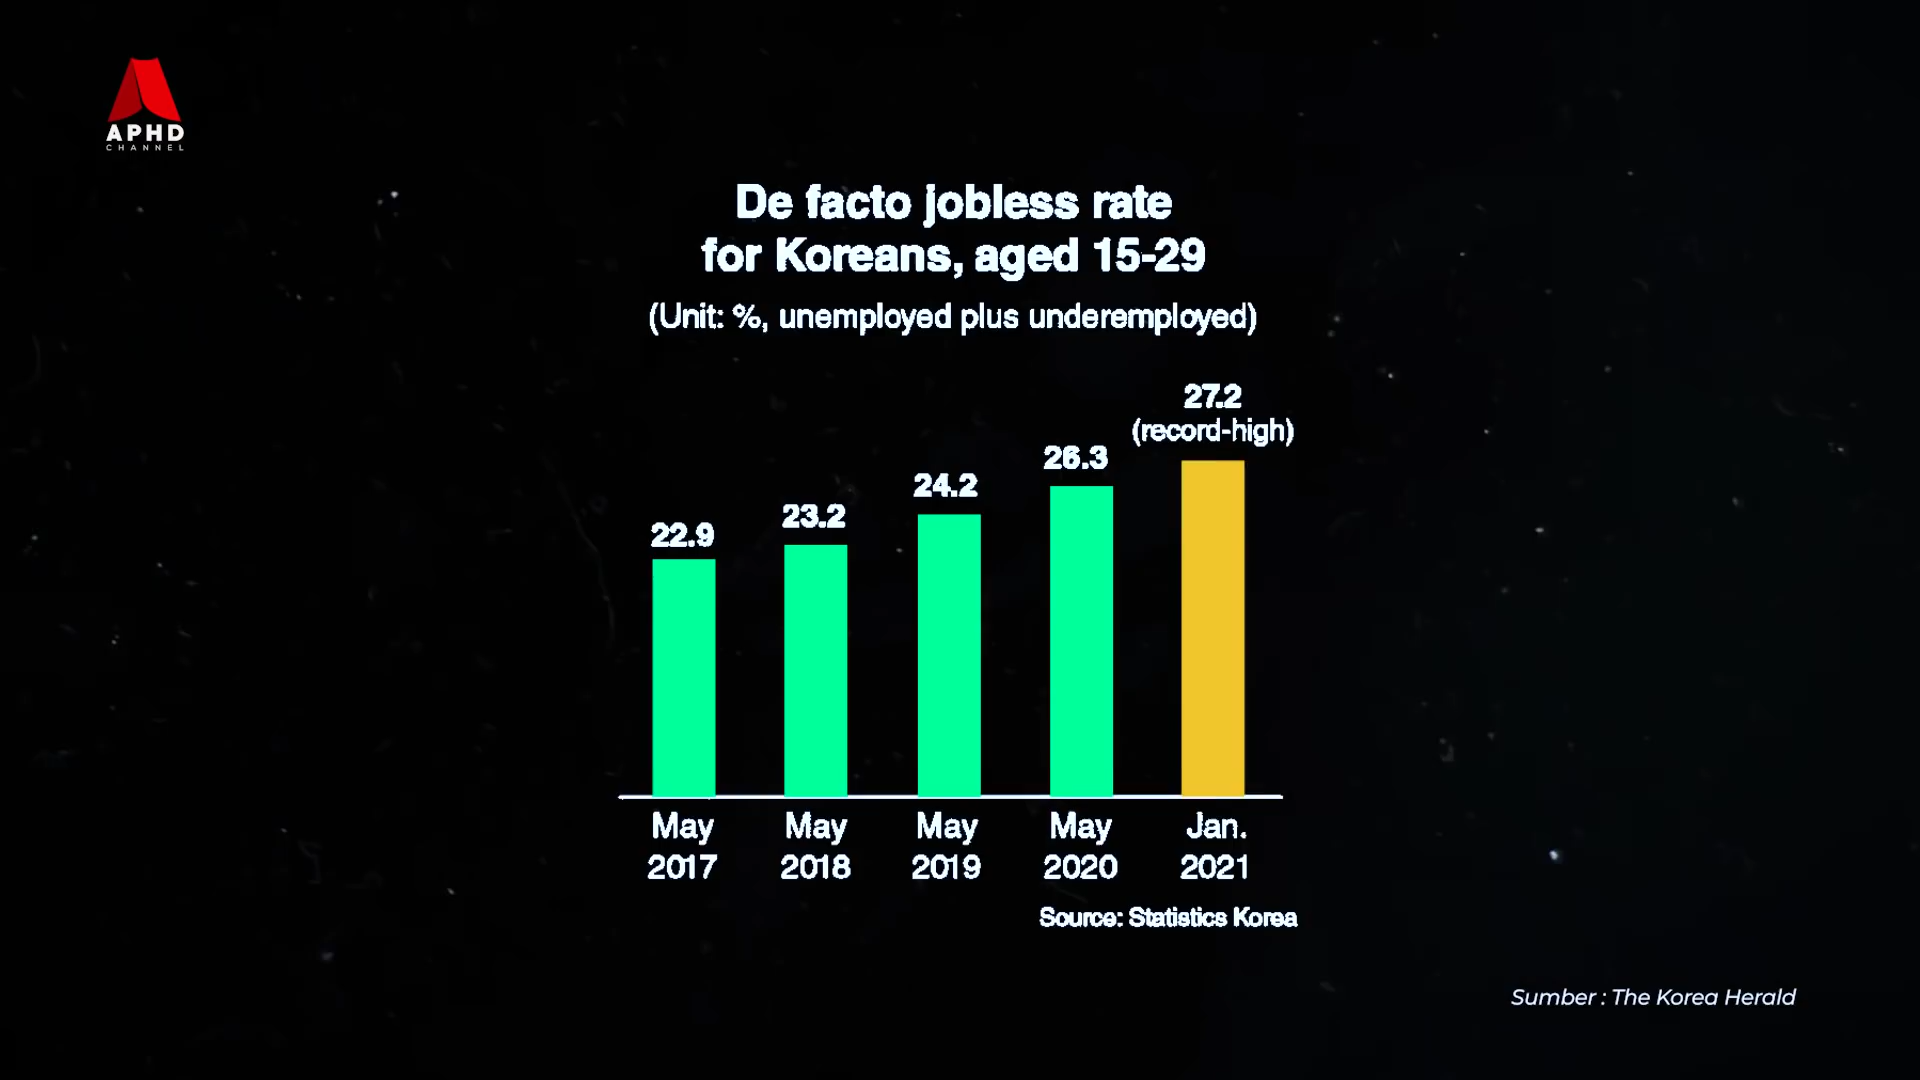 APHD
CHANNEL
De facto jobless rate
for Koreans, aged 15-29
(Unit: %, unemployed plus underemployed)
22.9
23.2
24.2
26.3
27.2
(record-high)
May
2017
May
2018
May
2019
May
2020
Jan.
2021
Source: Statistics Korea
Sumber : The Korea Herald